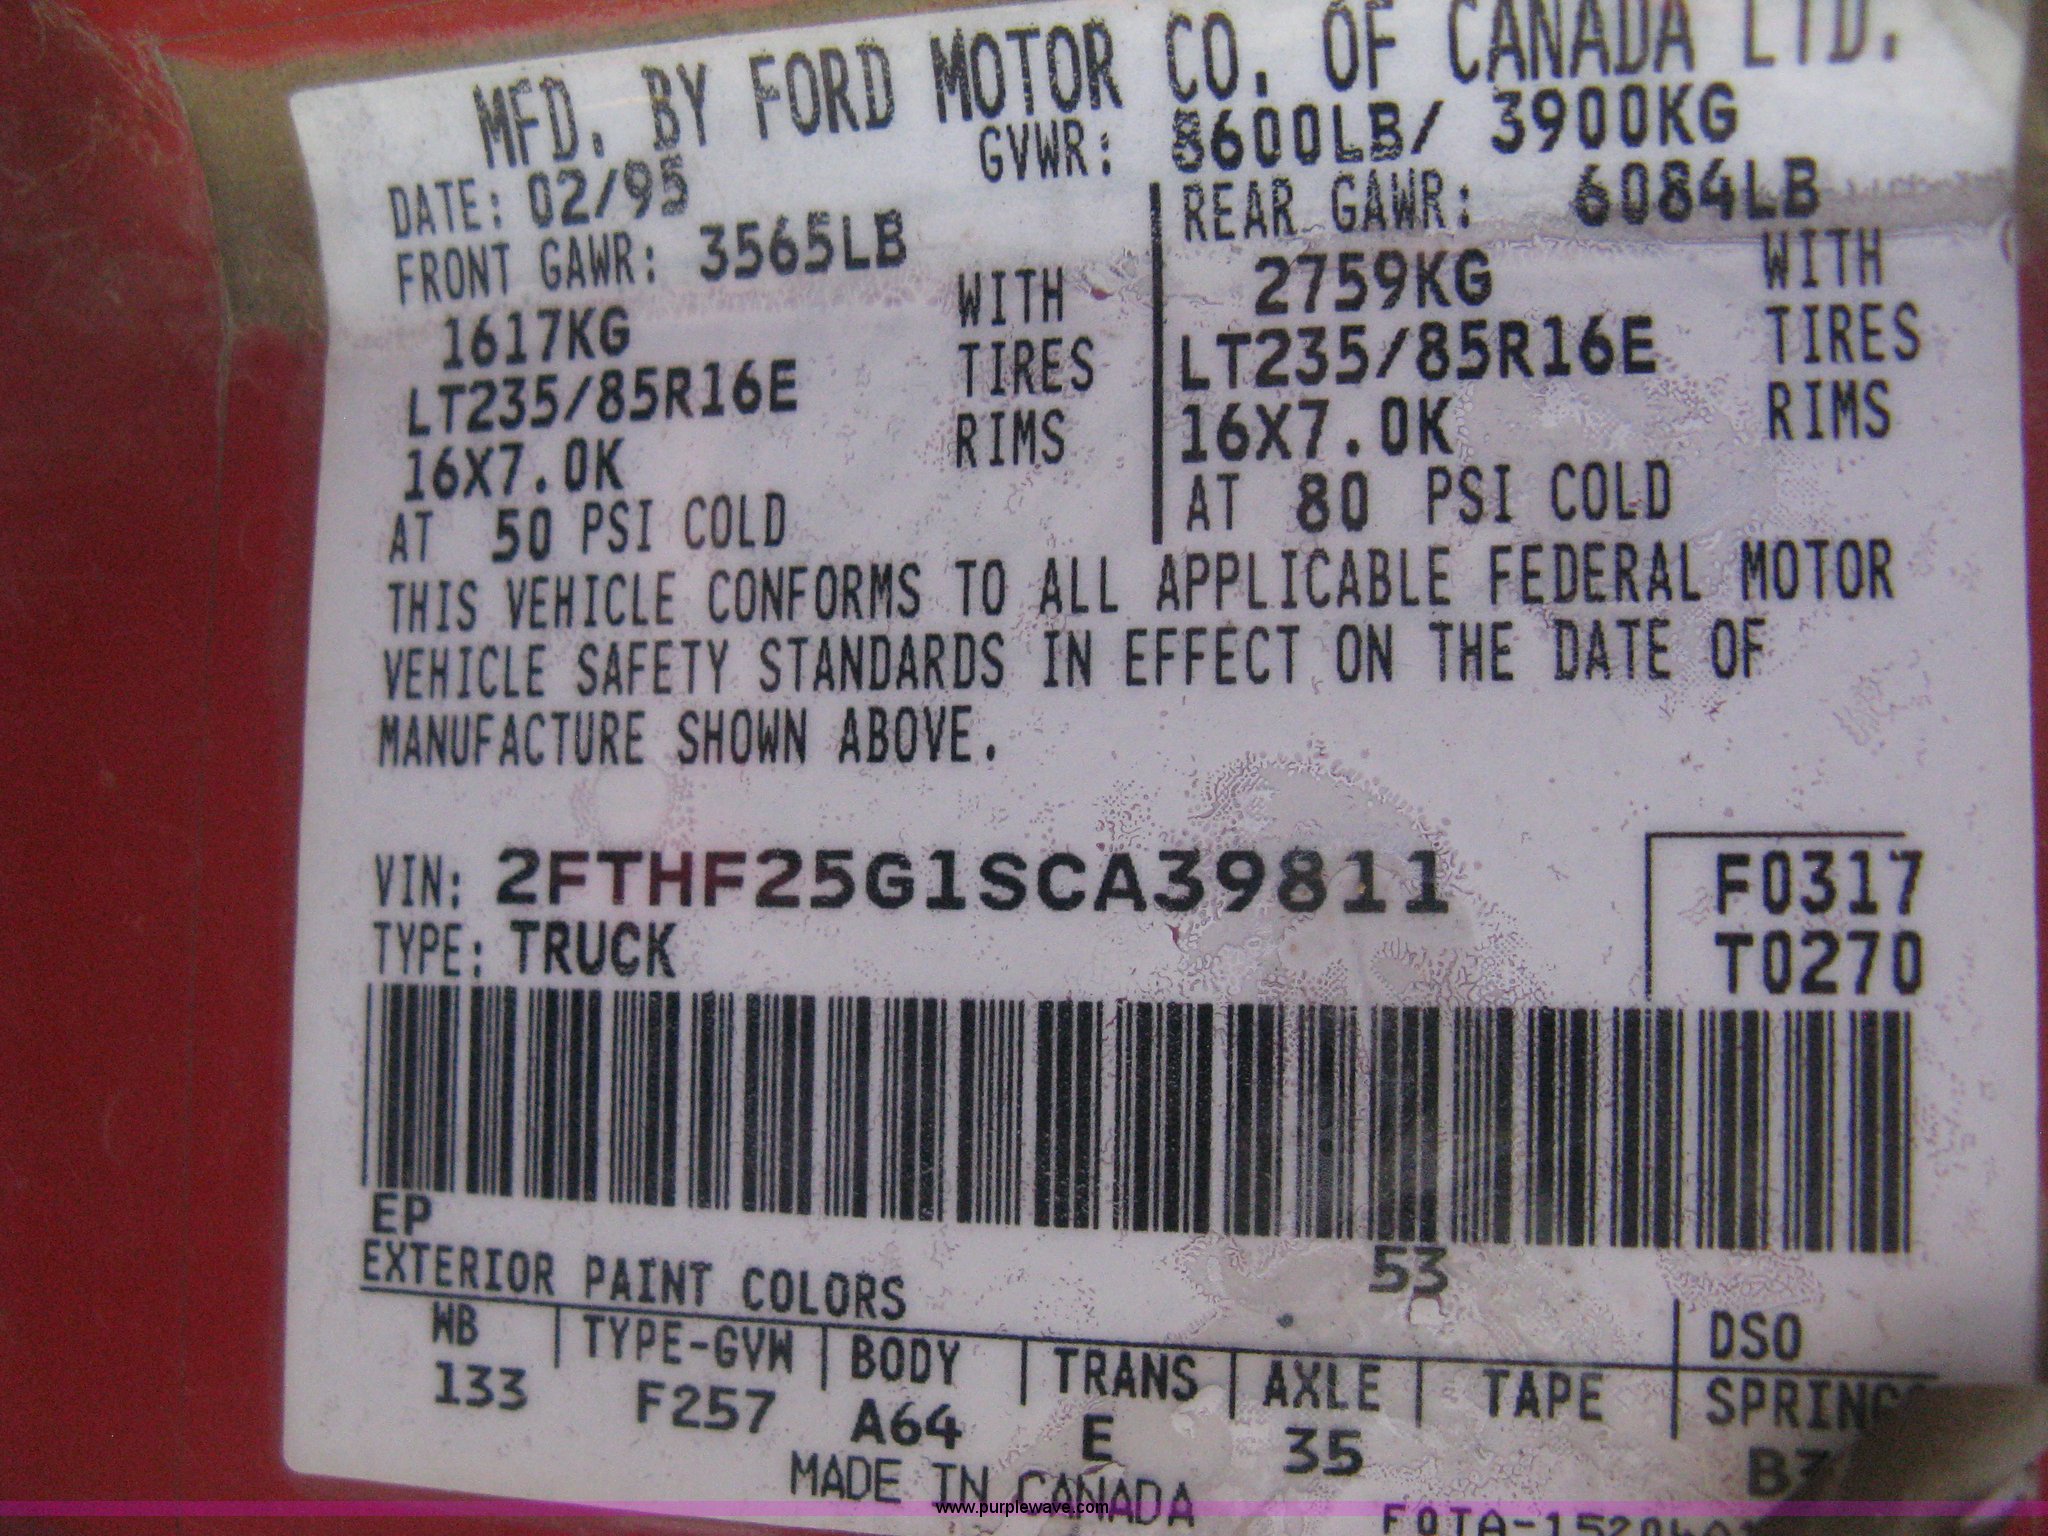 MFD. BY FORD MOTOR CO. OF CANADA LTD.
DATE: 02/95 GVWR: 8600LB/ 3900KG
FRONT GAWR: 3565LB REAR GAWR: 6084LB
1617KG WITH 2759KG WITH
LT235/85R16E TIRES LT235/85R16E TIRES
16X7.0K RIMS 16X7.0K RIMS
AT 50 PSI COLD AT 80 PSI COLD
THIS VEHICLE CONFORMS TO ALL APPLICABLE FEDERAL MOTOR
VEHICLE SAFETY STANDARDS IN EFFECT ON THE DATE OF
MANUFACTURE SHOWN ABOVE.
VIN: 2FTHF25G1SCA39811 F0317
TYPE: TRUCK T0270
EP 53
EXTERIOR PAINT COLORS DSO
WB TYPE-GVW BODY TRANS AXLE TAPE
133 F257 A64 E 35
MADE IN CANADA
www.purplewave.com